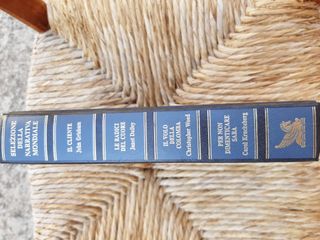 SELEZIONE
DELLA
NARRATIVA
MONDIALE
IL CLIENTE
John Grisham
LE RADICI
DEL CUORE
Janet Dailey
IL VOLO
DELLA
COLOMBA
Christopher Wood
PER NON
DIMENTICARE
SARA
Carol Kreitzberg